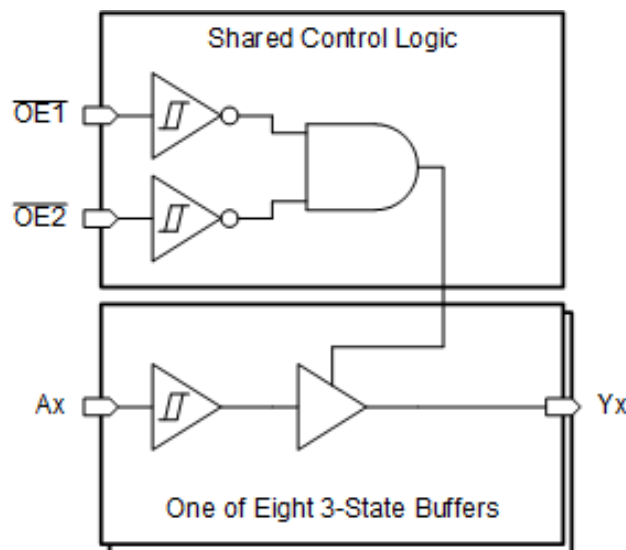 Shared Control Logic
OE1
OE2
Ax
Yx
One of Eight 3-State Buffers